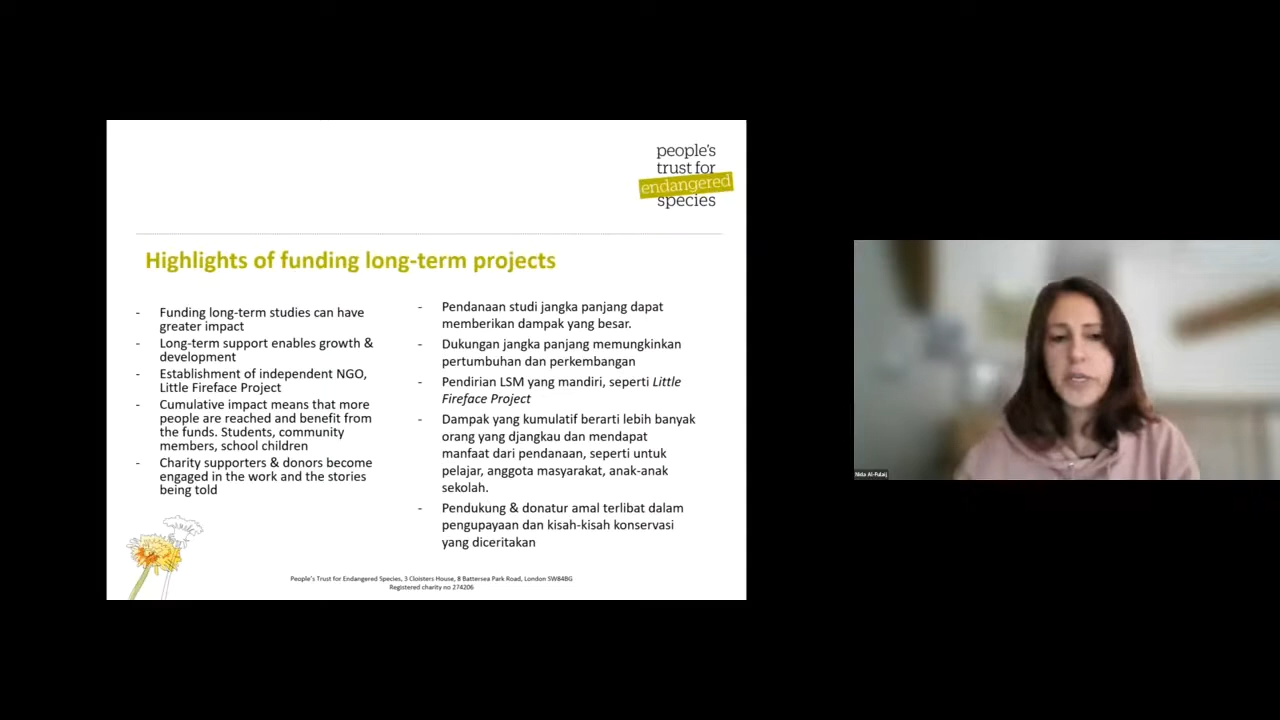 people's
trust for
endangered
species
Highlights of funding long-term projects
- Funding long-term studies can have
greater impact
- Long-term support enables growth &
development
- Establishment of independent NGO,
Little Fireface Project
- Cumulative impact means that more
people are reached and benefit from
the funds. Students, community
members, school children
- Charity supporters & donors become
engaged in the work and the stories
being told
- Pendanaan studi jangka panjang dapat
memberikan dampak yang besar.
- Dukungan jangka panjang memungkinkan
pertumbuhan dan perkembangan
- Pendirian LSM yang mandiri, seperti Little
Fireface Project
- Dampak yang kumulatif berarti lebih banyak
orang yang djangkau dan mendapat
manfaat dari pendanaan, seperti untuk
pelajar, anggota masyarakat, anak-anak
sekolah.
- Pendukung & donatur amal terlibat dalam
pengupayaan dan kisah-kisah konservasi
yang diceritakan
People's Trust for Endangered Species, 3 Cloisters House, 8 Battersea Park Road, London SW84BG
Registered charity no 274206
Nida Al-Fulaij